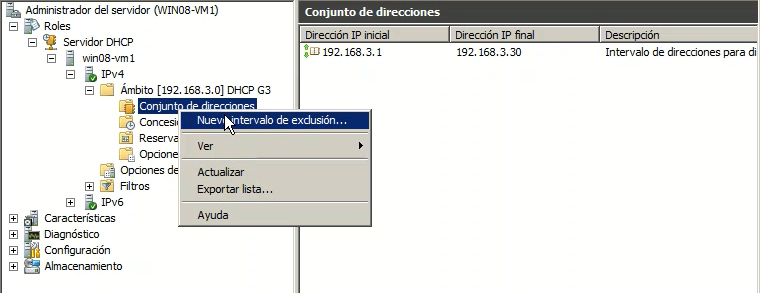 Administrador del servidor (WIN08-VM1)
Roles
Servidor DHCP
win08-vm1
IPv4
Ámbito [192.168.3.0] DHCP G3
Conjunto de direcciones
Concesi
Reserva
Opcione
Opciones de
Filtros
IPv6
Características
Diagnóstico
Configuración
Almacenamiento
Nuevo intervalo de exclusión...
Ver
Actualizar
Exportar lista...
Ayuda
Conjunto de direcciones
Dirección IP inicial Dirección IP final Descripción
192.168.3.1 192.168.3.30 Intervalo de direcciones para di